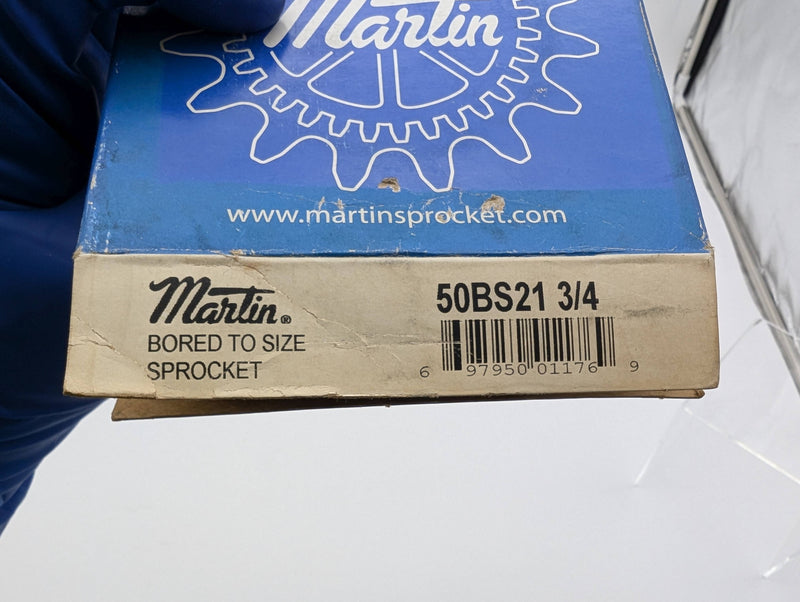 Martin
www.martinsprocket.com
Martin®
BORED TO SIZE
SPROCKET
50BS21 3/4
6 97950 01176 9